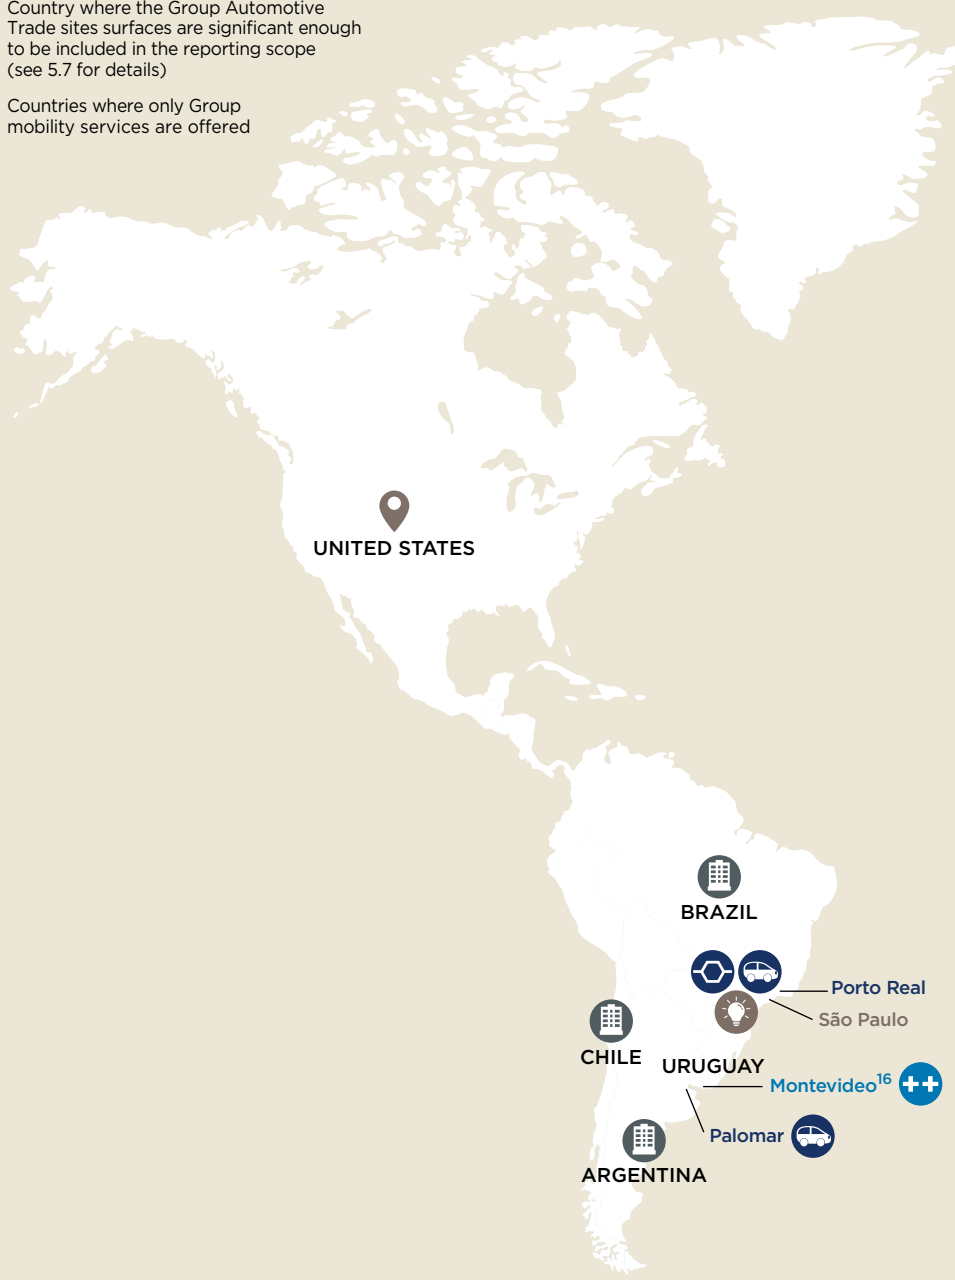 Country where the Group Automotive
Trade sites surfaces are significant enough
to be included in the reporting scope
(see 5.7 for details)
Countries where only Group
mobility services are offered
UNITED STATES
BRAZIL
Porto Real
São Paulo
CHILE
URUGUAY
Montevideo16
Palomar
ARGENTINA